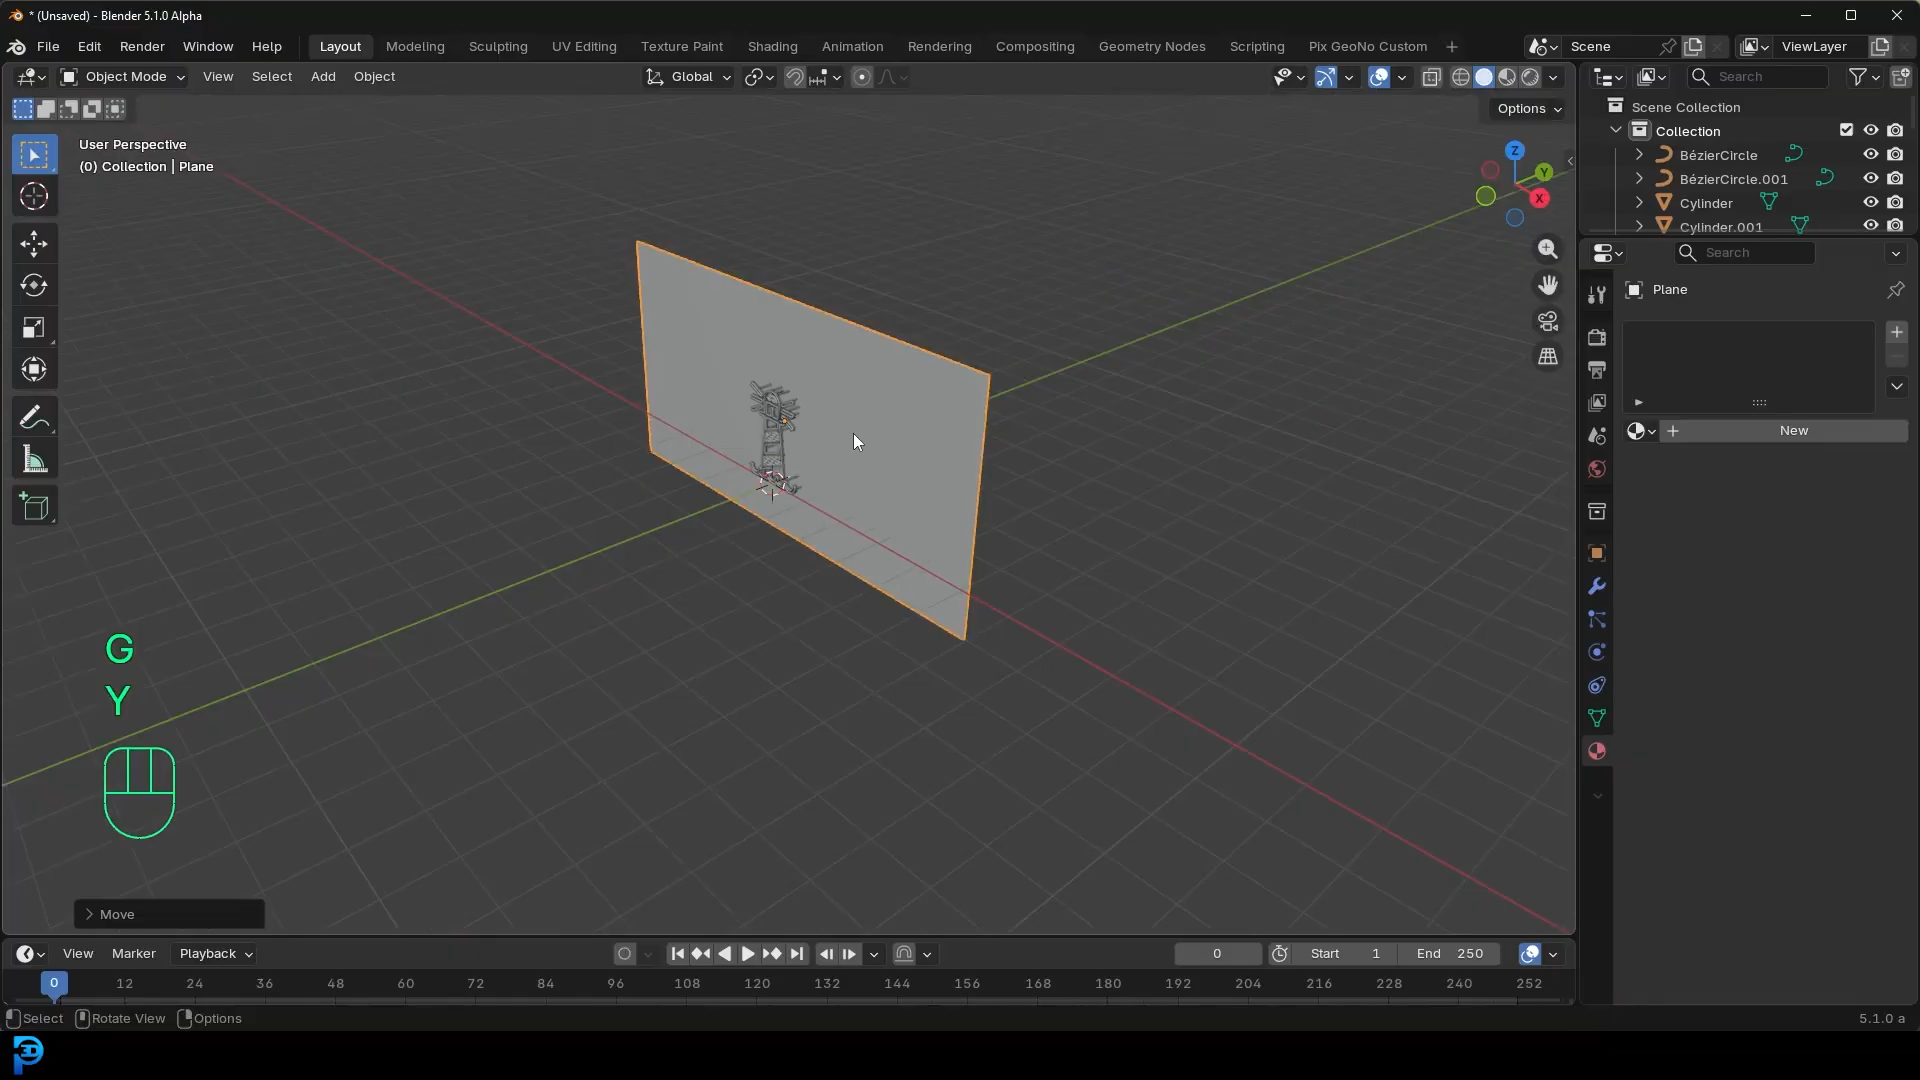 * (Unsaved) - Blender 5.1.0 Alpha
File Edit Render Window Help Layout Modeling Sculpting UV Editing Texture Paint Shading Animation Rendering Compositing Geometry Nodes Scripting Pix GeoNo Custom + Scene ViewLayer
Object Mode View Select Add Object Global Search
Options
User Perspective
(0) Collection | Plane
Scene Collection
Collection
BézierCircle
BézierCircle.001
Cylinder
Cylinder.001
Z
Y
X
Search
Plane
New
G
Y
Move
View Marker Playback 0 Start 1 End 250
0 12 24 36 48 60 72 84 96 108 120 132 144 156 168 180 192 204 216 228 240 252
Select Rotate View Options 5.1.0 a